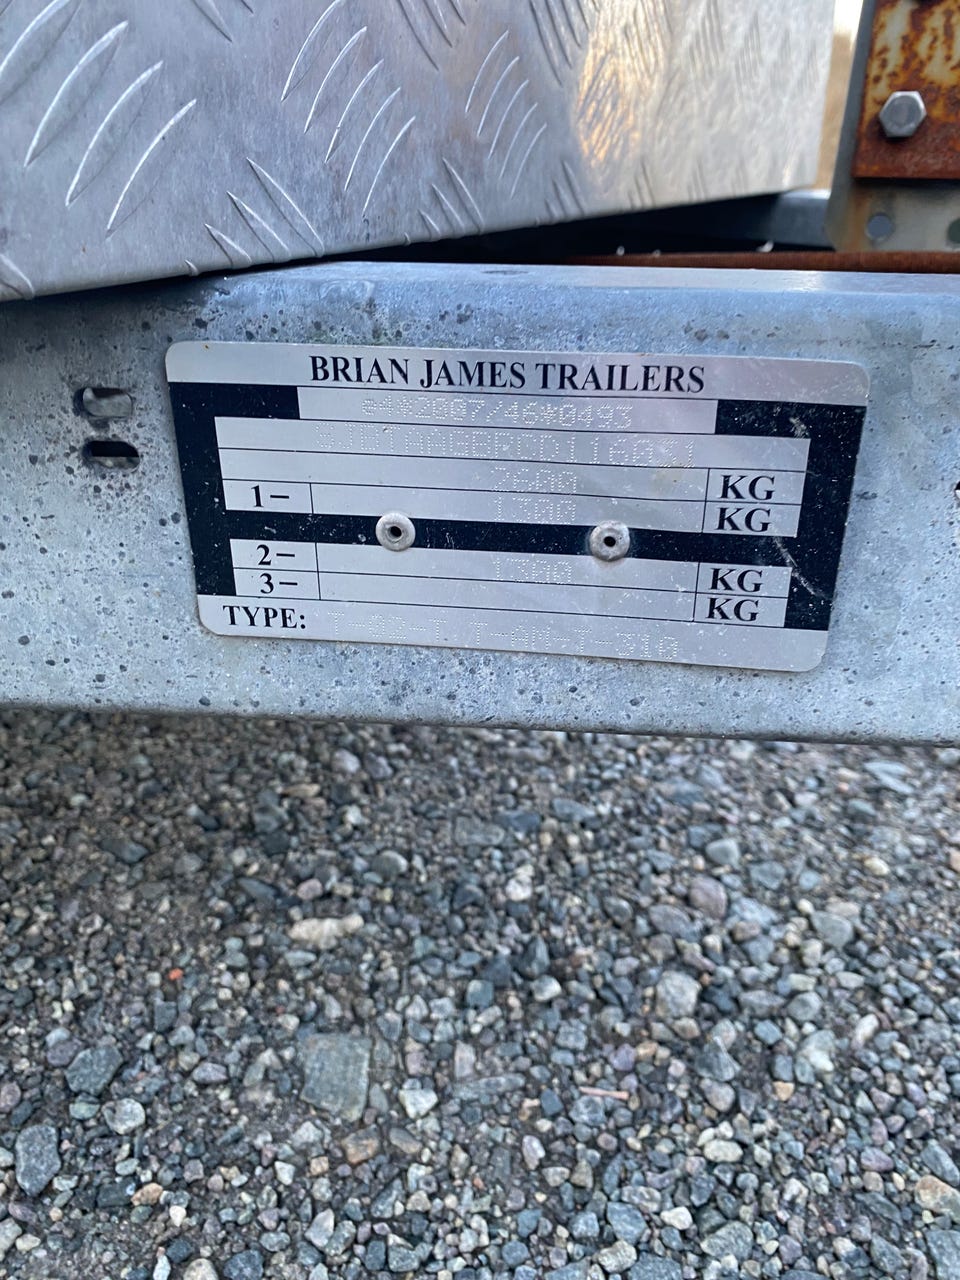 BRIAN JAMES TRAILERS
e4*2007/46*0493
2600 KG
1- 1300 KG
2- 1300 KG
3- KG
TYPE: